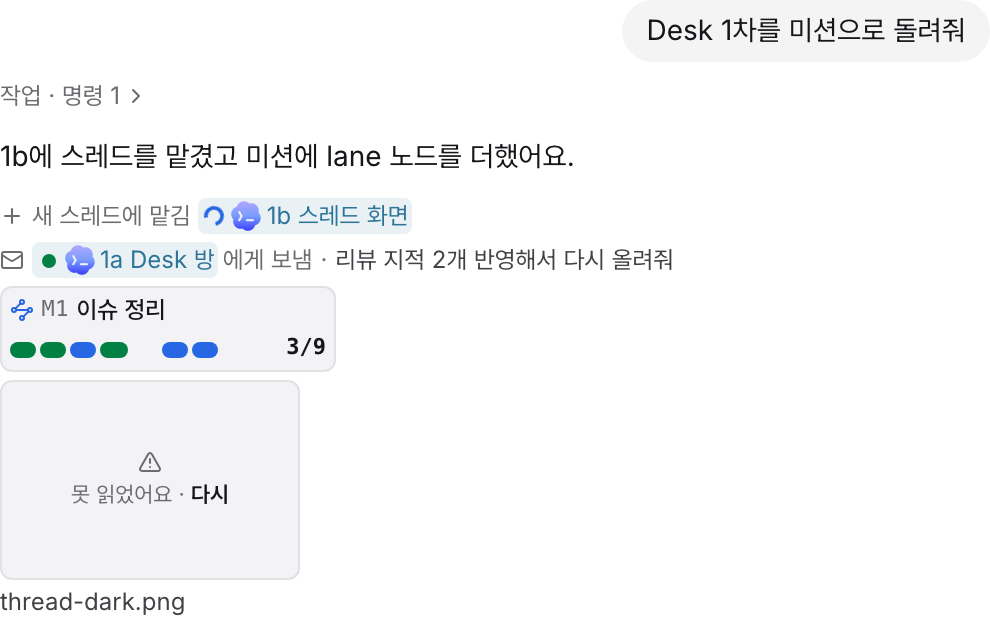 Desk 1차를 미션으로 돌려줘
작업 · 명령 1
1b에 스레드를 맡겼고 미션에 lane 노드를 더했어요.
새 스레드에 맡김 1b 스레드 화면
1a Desk 방 에게 보냄 · 리뷰 지적 2개 반영해서 다시 올려줘
M1 이슈 정리
3/9
못 읽었어요 · 다시
thread-dark.png